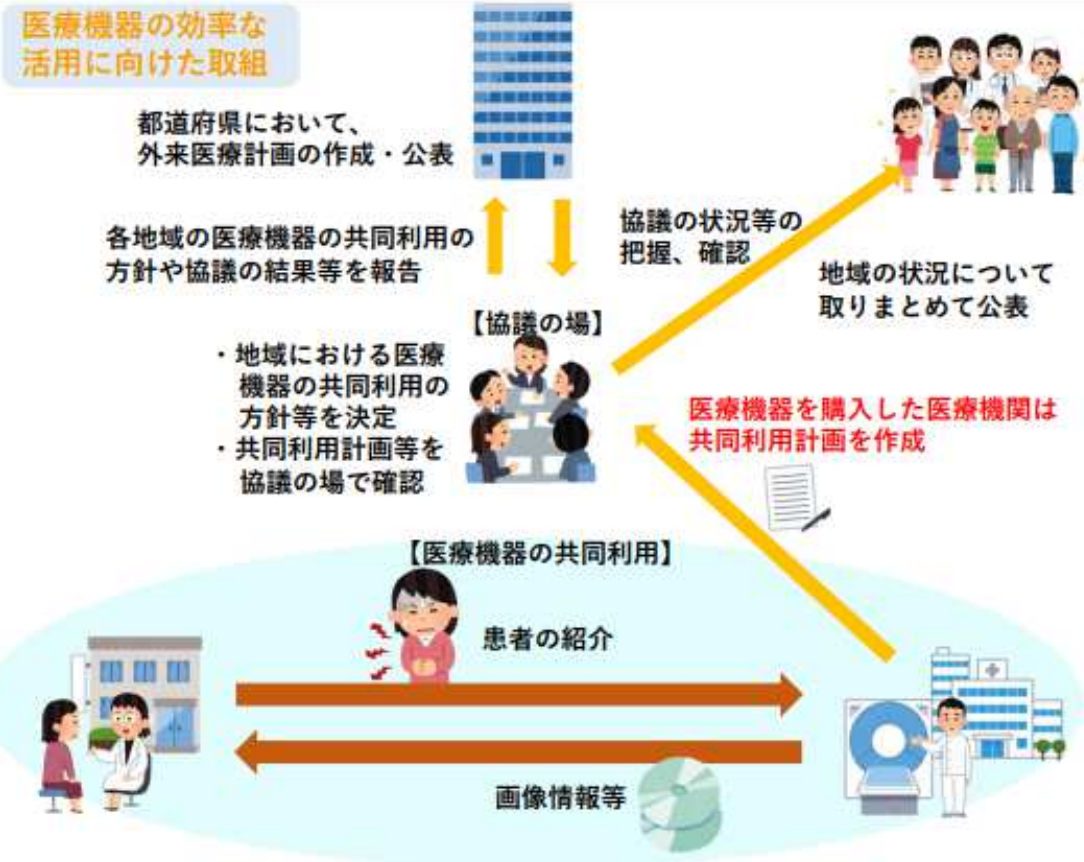 医療機器の効率な
活用に向けた取組
都道府県において、
外来医療計画の作成・公表
各地域の医療機器の共同利用の
方針や協議の結果等を報告
協議の状況等の
把握、確認
地域の状況について
取りまとめて公表
【協議の場】
・地域における医療
機器の共同利用の
方針等を決定
・共同利用計画等を
協議の場で確認
医療機器を購入した医療機関は
共同利用計画を作成
【医療機器の共同利用】
患者の紹介
画像情報等